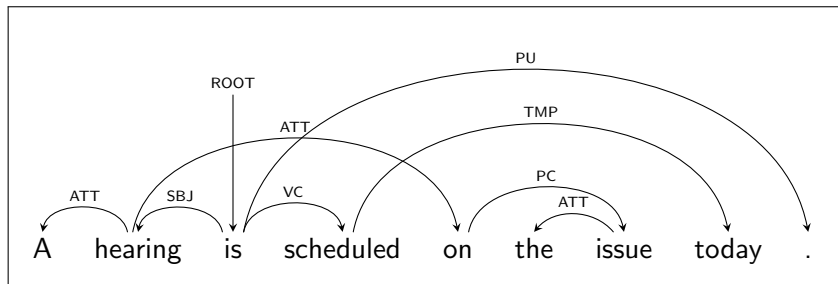 PU
ROOT
TMP
ATT
PC
ATT SBJ VC ATT
A hearing is scheduled on the issue today .